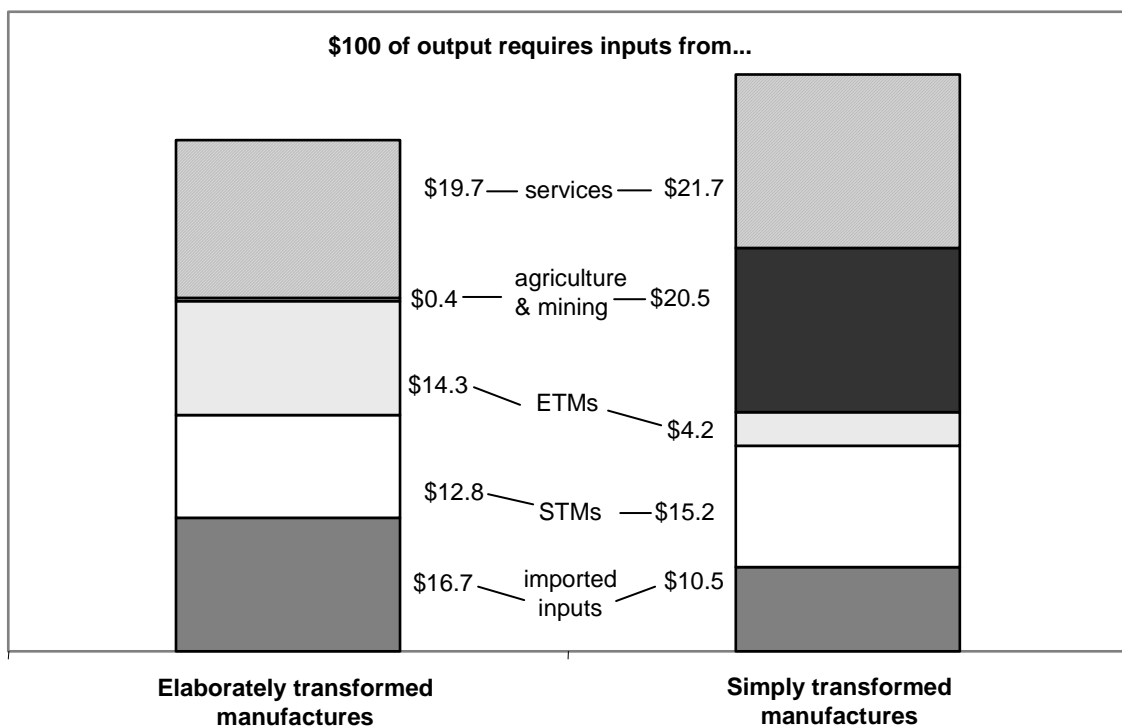 $100 of output requires inputs from...
$19.7 services $21.7
agriculture
& mining
$0.4 $20.5
$14.3 ETMs $4.2
$12.8 STMs $15.2
imported
inputs
$16.7 $10.5
Elaborately transformed
manufactures
Simply transformed
manufactures